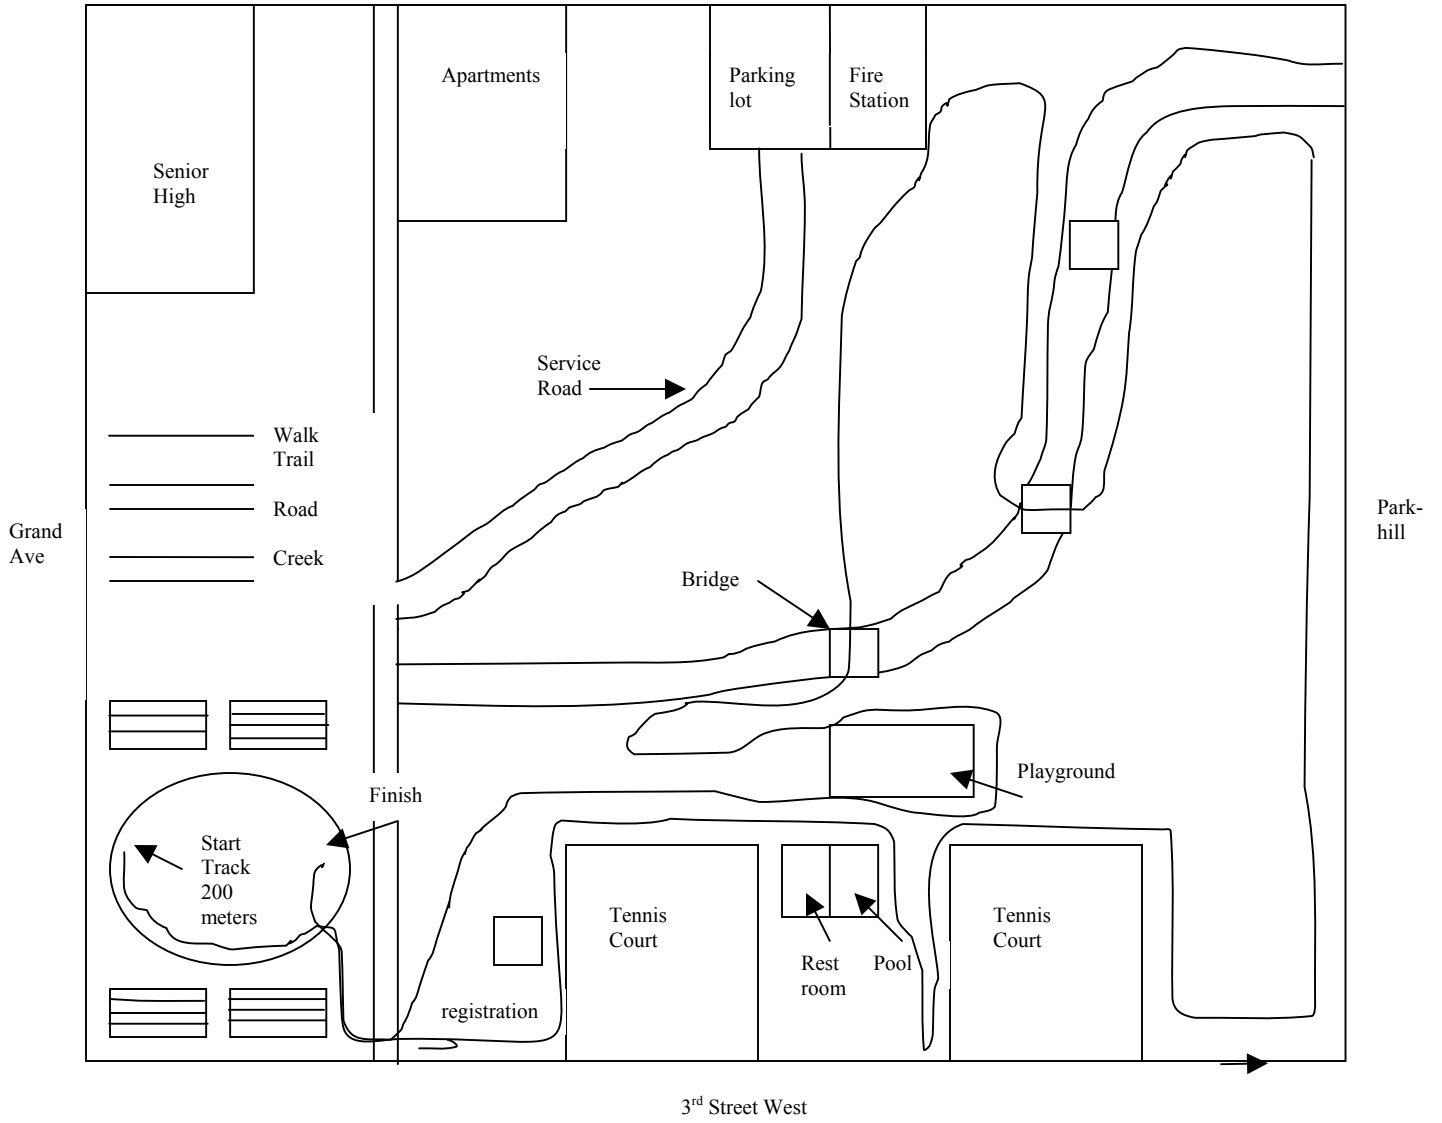 Apartments
Parking
lot
Fire
Station
Senior
High
Service
Road
Walk
Trail
Road
Creek
Grand
Ave
Park-
hill
Bridge
Playground
Finish
Start
Track
200
meters
Tennis
Court
Rest
room
Pool
Tennis
Court
registration
3rd Street West